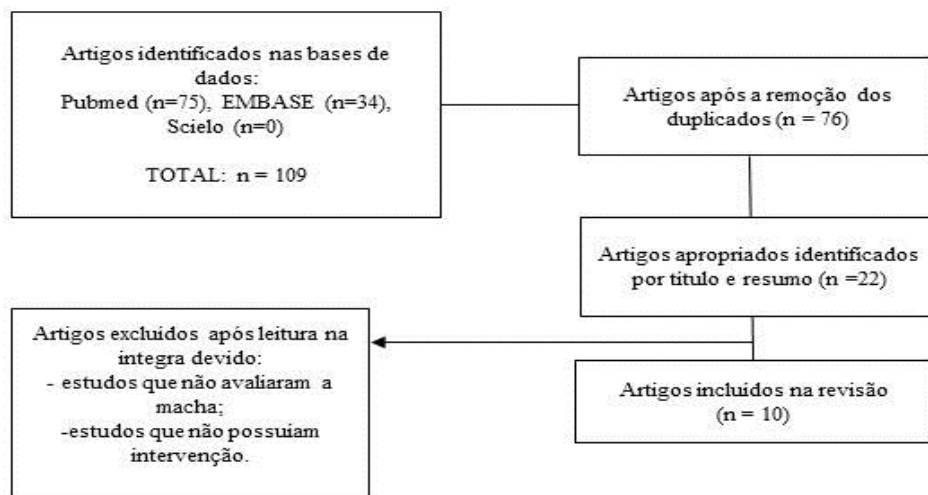 Artigos identificados nas bases de
dados:
Pubmed (n=75), EMBASE (n=34),
Scielo (n=0)
TOTAL: n = 109
Artigos após a remoção dos
duplicados (n = 76)
Artigos apropriados identificados
por título e resumo (n =22)
Artigos excluídos após leitura na
íntegra devido:
- estudos que não avaliaram a
macha;
-estudos que não possuiam
intervenção.
Artigos incluídos na revisão
(n = 10)